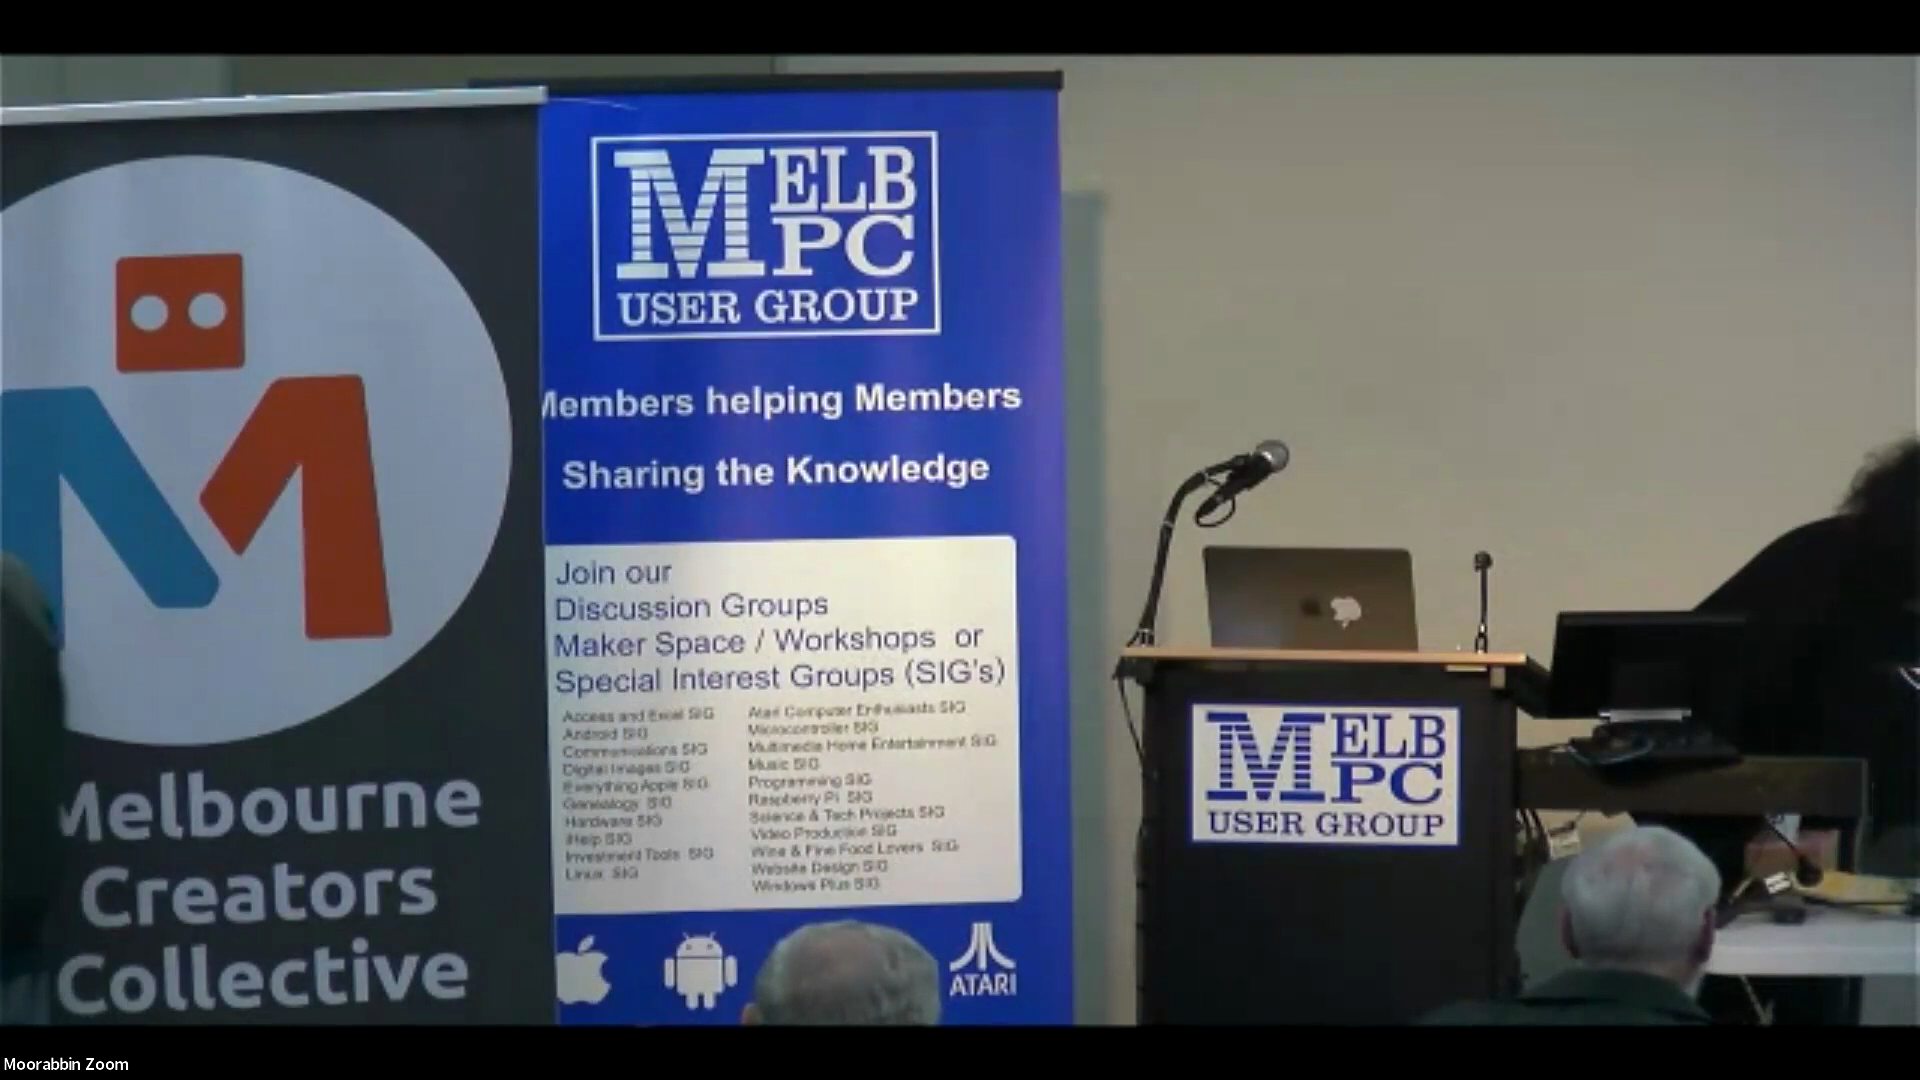 MELB
PC
USER GROUP
Members helping Members
Sharing the Knowledge
Join our
Discussion Groups
Maker Space / Workshops or
Special Interest Groups (SIG's)
Access and Excel SIG
Android SIG
Communications SIG
Digital Images SIG
Everything Apple SIG
Genealogy SIG
Hardware SIG
iHelp SIG
Investment Tools SIG
Linux SIG
Atari Computer Enthusiasts SIG
Microcontroller SIG
Multimedia Home Entertainment SIG
Music SIG
Programming SIG
Raspberry Pi SIG
Science & Tech Projects SIG
Video Production SIG
Wine & Fine Food Lovers SIG
Website Design SIG
Windows Plus SIG
ATARI
Melbourne
Creators
Collective
MELB
PC
USER GROUP
Moorabbin Zoom